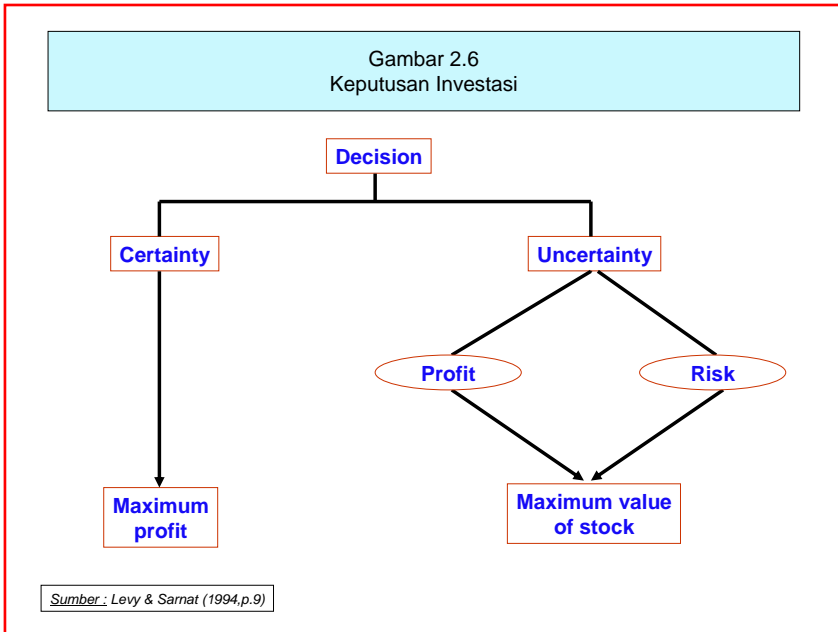 Gambar 2.6
Keputusan Investasi
Decision
Certainty
Uncertainty
Profit
Risk
Maximum
profit
Maximum value
of stock
Sumber : Levy & Sarnat (1994,p.9)